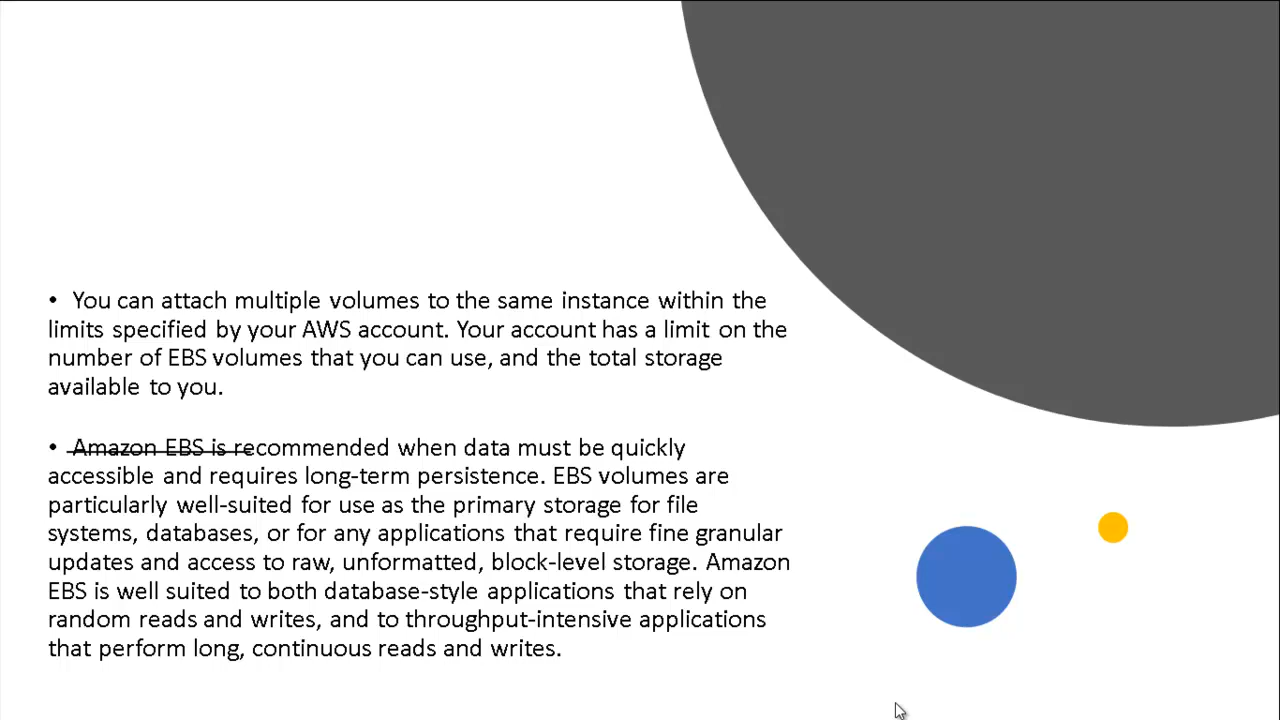 • You can attach multiple volumes to the same instance within the
limits specified by your AWS account. Your account has a limit on the
number of EBS volumes that you can use, and the total storage
available to you.
• Amazon EBS is recommended when data must be quickly
accessible and requires long-term persistence. EBS volumes are
particularly well-suited for use as the primary storage for file
systems, databases, or for any applications that require fine granular
updates and access to raw, unformatted, block-level storage. Amazon
EBS is well suited to both database-style applications that rely on
random reads and writes, and to throughput-intensive applications
that perform long, continuous reads and writes.